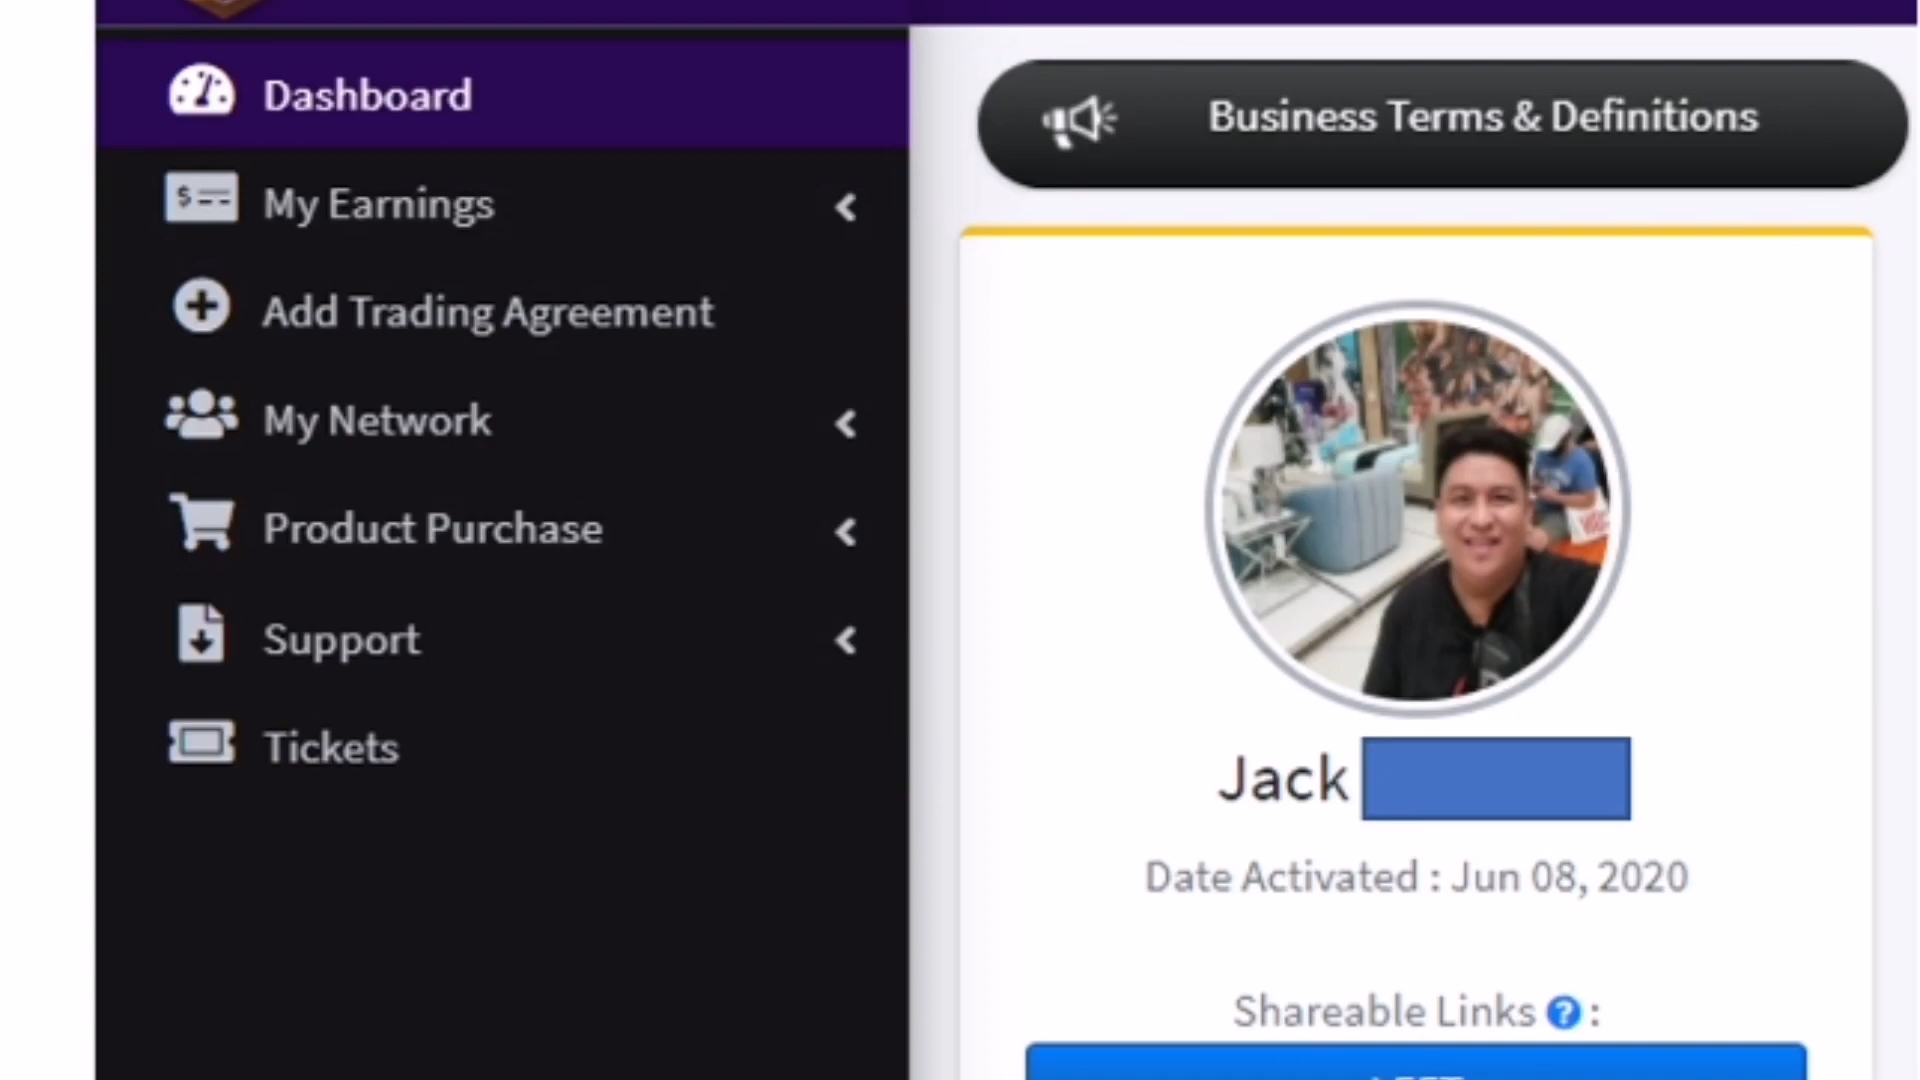 Dashboard
My Earnings
Add Trading Agreement
My Network
Product Purchase
Support
Tickets
Business Terms & Definitions
Jack
Date Activated : Jun 08, 2020
Shareable Links ? :